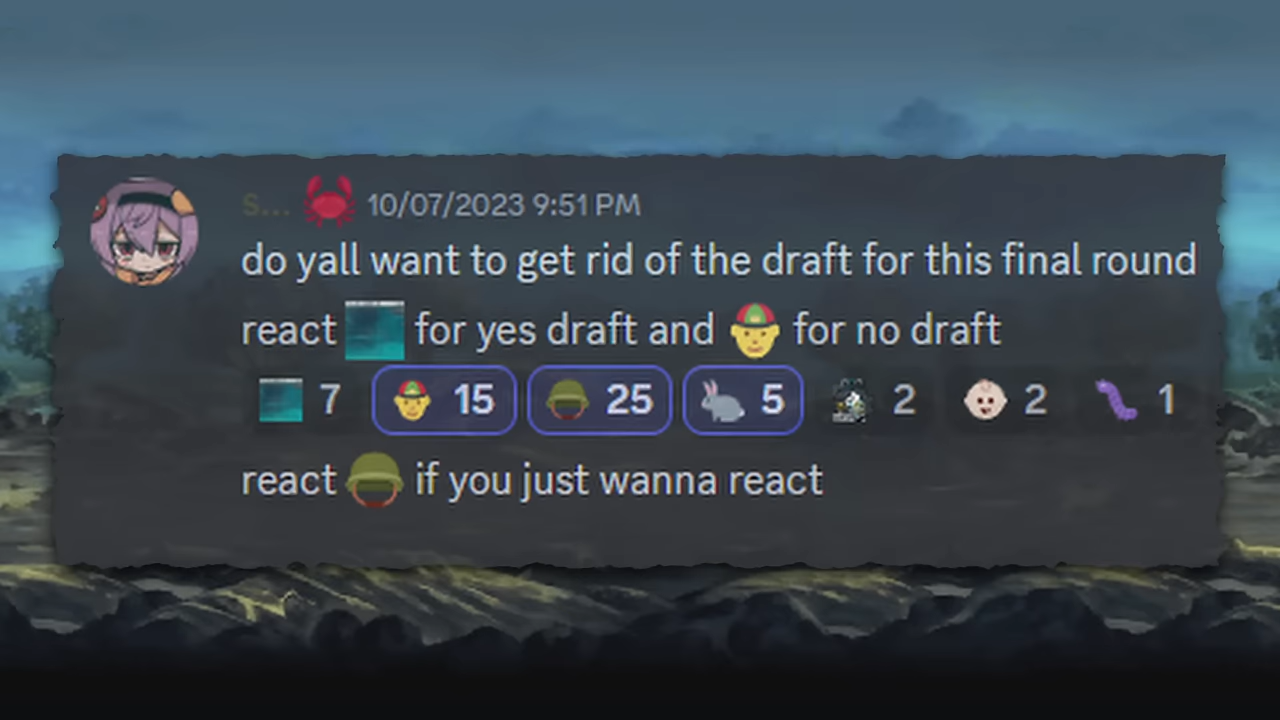 S... 10/07/2023 9:51 PM
do yall want to get rid of the draft for this final round
react for yes draft and for no draft
7 15 25 5 2 2 1
react if you just wanna react